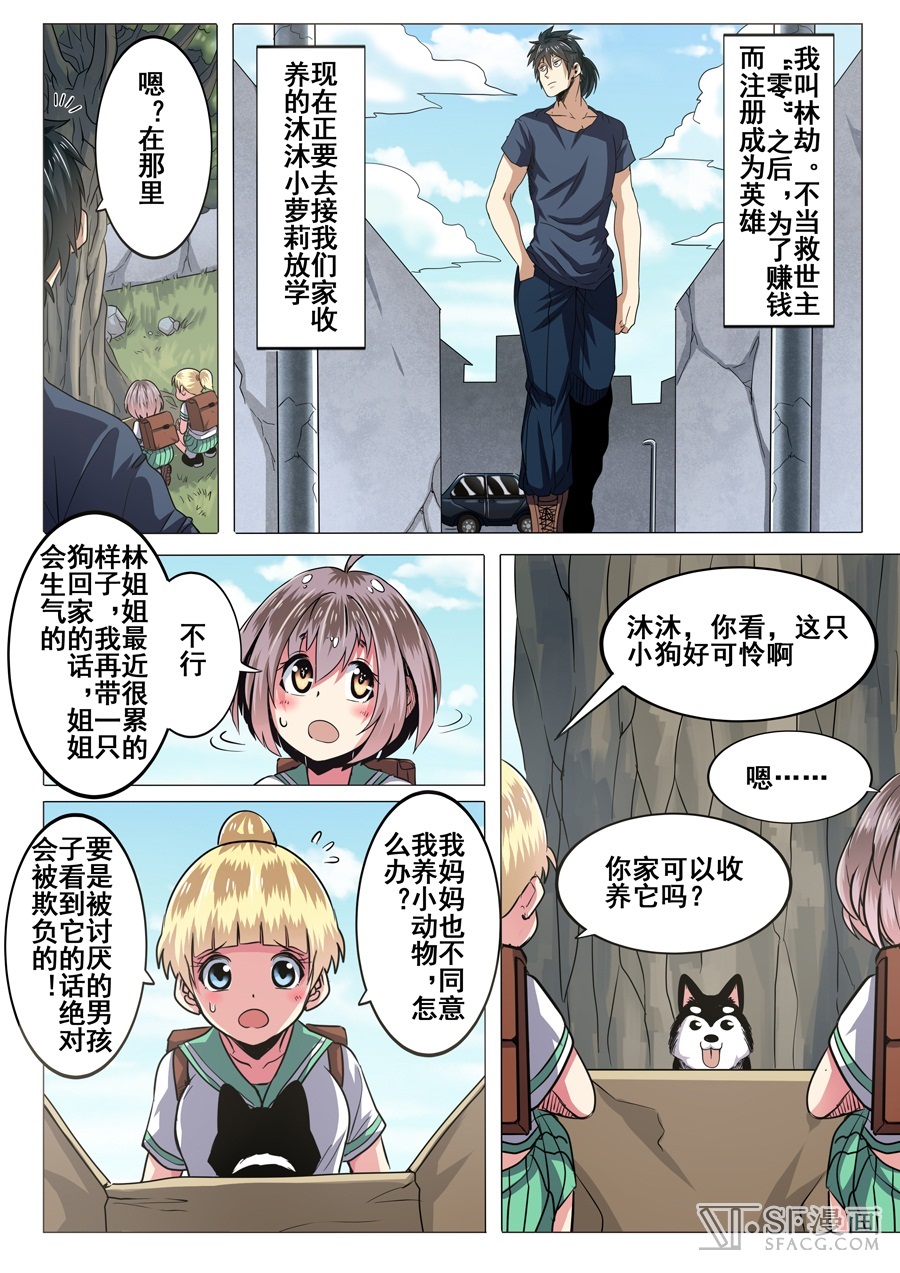 我叫林劫。不当救世主
“零”之后，为了赚钱
而注册成为英雄
现在正要去接我们家收
养的沐沐小萝莉放学
嗯？在那里
沐沐，你看，这只
小狗好可怜啊
嗯……
你家可以收
养它吗？
不行
林姐姐最近很累的
样子，我再带一只
狗回家的话，姐姐
会生气的
我妈妈也不同意
我养小动物，怎
么办？
要是被讨厌的男孩
子看到它的话绝对
会被欺负的！
SF漫画
SFACG.COM